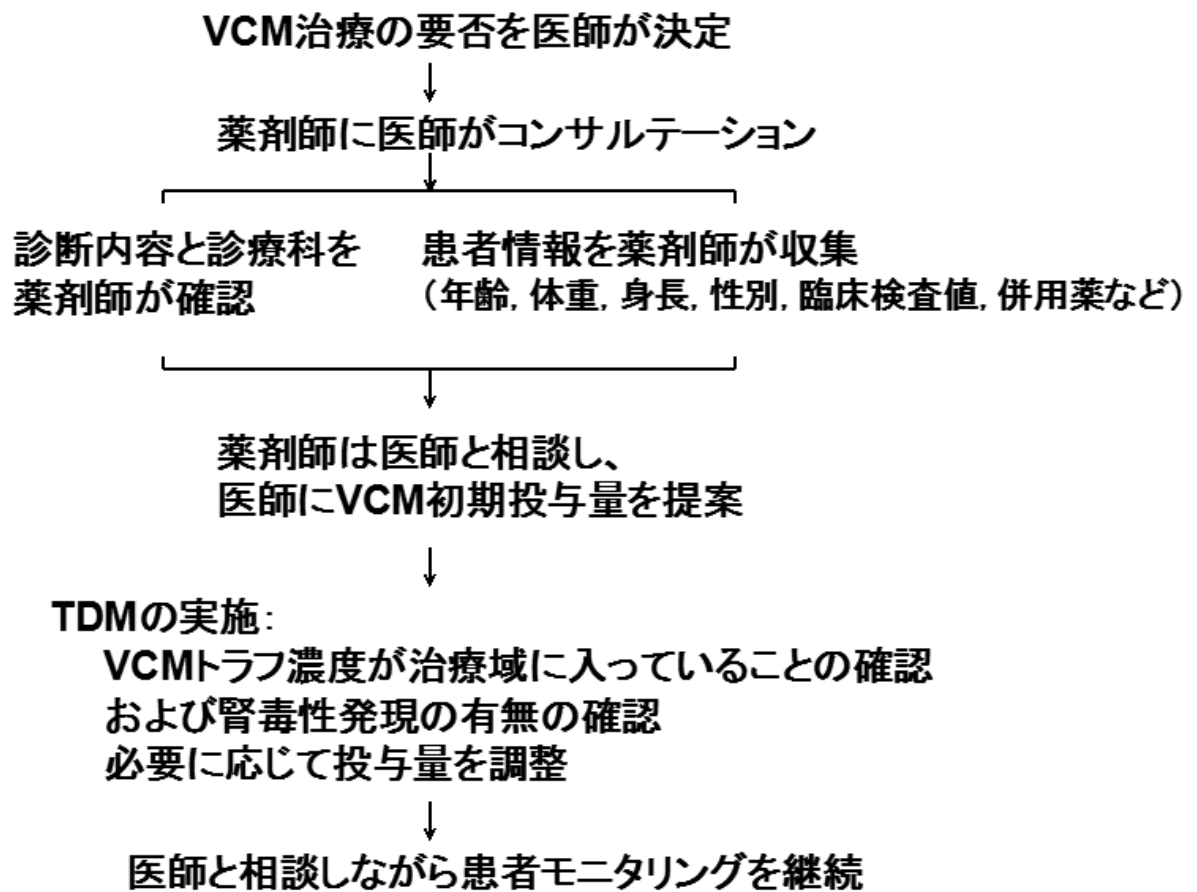 VCM治療の要否を医師が決定
薬剤師に医師がコンサルテーション
診断内容と診療科を
薬剤師が確認
患者情報を薬剤師が収集
（年齢, 体重, 身長, 性別, 臨床検査値, 併用薬など）
薬剤師は医師と相談し、
医師にVCM初期投与量を提案
TDMの実施：
VCMトラフ濃度が治療域に入っていることの確認
および腎毒性発現の有無の確認
必要に応じて投与量を調整
医師と相談しながら患者モニタリングを継続